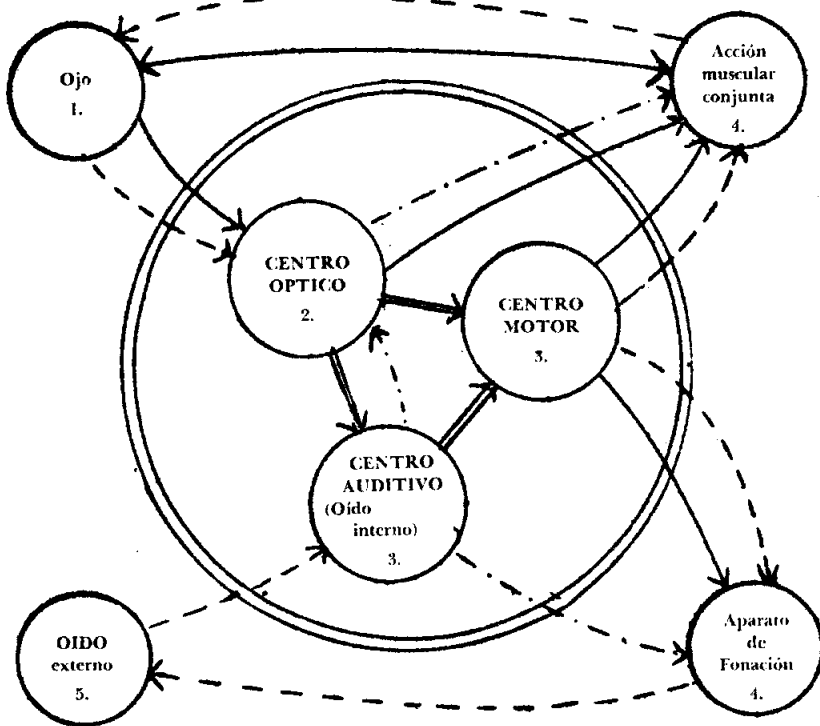 Ojo
1.
Acción
muscular
conjunta
4.
CENTRO
OPTICO
2.
CENTRO
MOTOR
3.
CENTRO
AUDITIVO
(Oído
interno)
3.
OIDO
externo
5.
Aparato
de
Fonación
4.